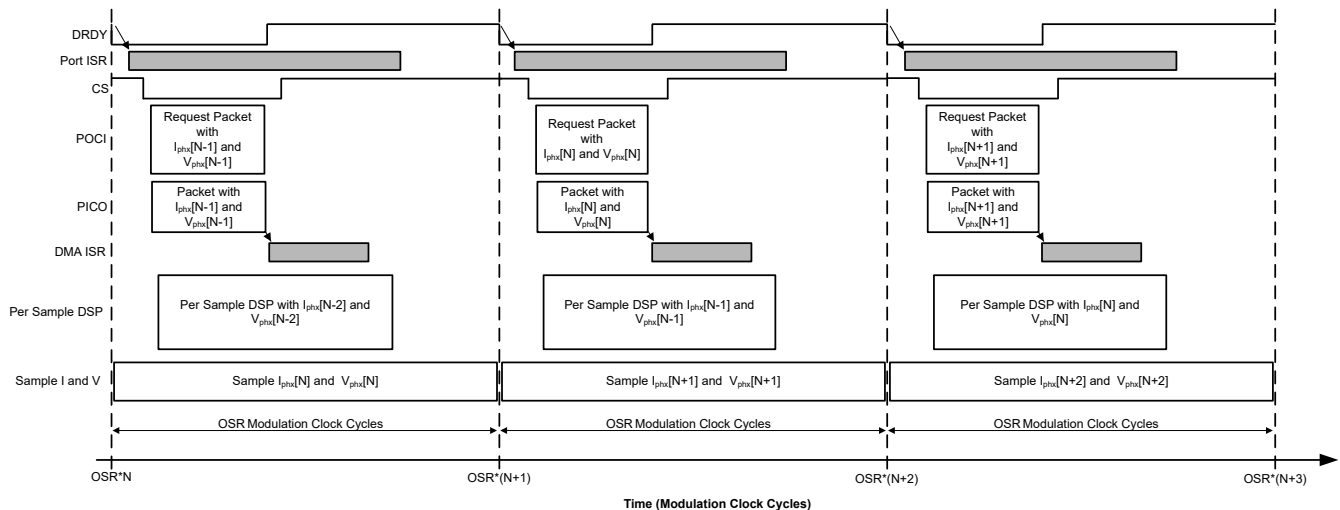 DRDY
Port ISR
CS
POCI
Request Packet
with
Iphx[N-1] and
Vphx[N-1]
Request Packet
with
Iphx[N] and Vphx[N]
Request Packet
with
Iphx[N+1] and
Vphx[N+1]
PICO
Packet with
Iphx[N-1] and
Vphx[N-1]
Packet with
Iphx[N] and
Vphx[N]
Packet with
Iphx[N+1] and
Vphx[N+1]
DMA ISR
Per Sample DSP
Per Sample DSP with Iphx[N-2] and
Vphx[N-2]
Per Sample DSP with Iphx[N-1] and
Vphx[N-1]
Per Sample DSP with Iphx[N] and
Vphx[N]
Sample I and V
Sample Iphx[N] and Vphx[N]
Sample Iphx[N+1] and Vphx[N+1]
Sample Iphx[N+2] and Vphx[N+2]
OSR Modulation Clock Cycles
OSR Modulation Clock Cycles
OSR Modulation Clock Cycles
OSR*N
OSR*(N+1)
OSR*(N+2)
OSR*(N+3)
Time (Modulation Clock Cycles)